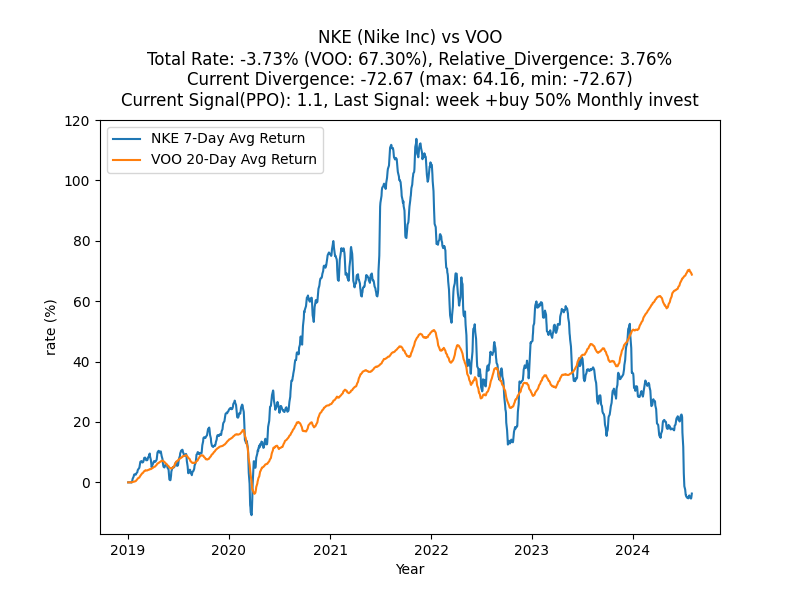 NKE (Nike Inc) vs VOO
Total Rate: -3.73% (VOO: 67.30%), Relative_Divergence: 3.76%
Current Divergence: -72.67 (max: 64.16, min: -72.67)
Current Signal(PPO): 1.1, Last Signal: week +buy 50% Monthly invest
NKE 7-Day Avg Return
VOO 20-Day Avg Return
120
100
80
60
40
20
0
rate (%)
2019 2020 2021 2022 2023 2024
Year